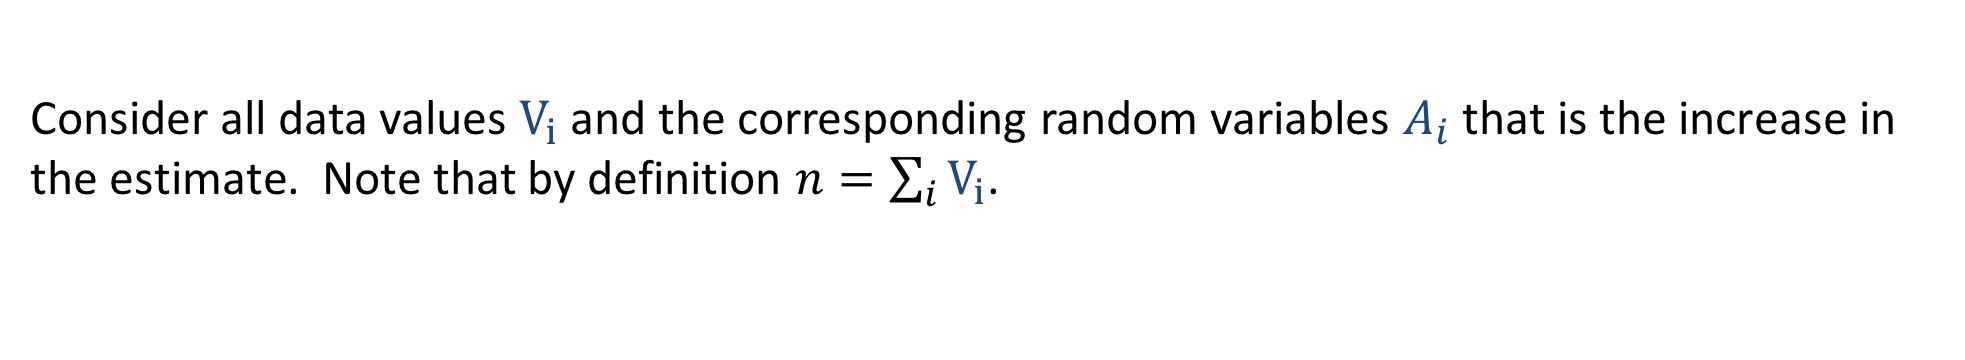 Consider all data values Vᵢ and the corresponding random variables Aᵢ that is the increase in
the estimate.  Note that by definition n = ∑ᵢ Vᵢ.